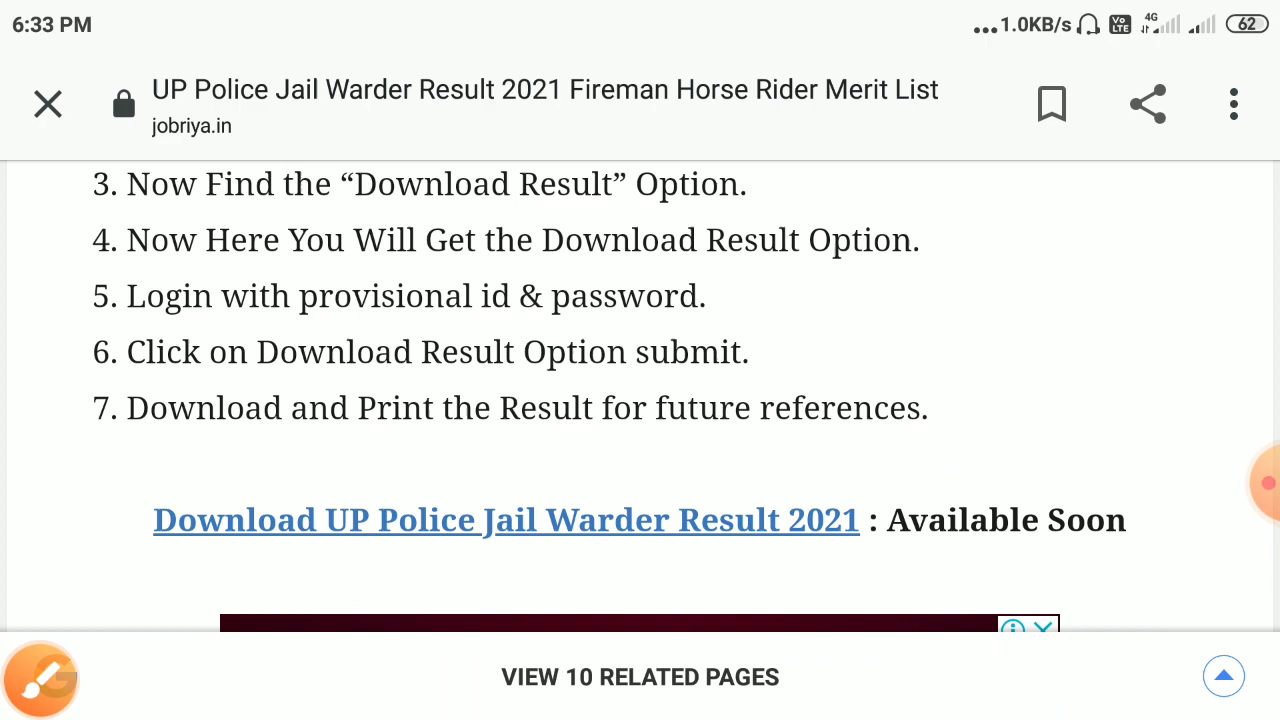 6:33 PM
...1.0KB/s Vo LTE 4G 62
UP Police Jail Warder Result 2021 Fireman Horse Rider Merit List
jobriya.in
3. Now Find the “Download Result” Option.
4. Now Here You Will Get the Download Result Option.
5. Login with provisional id & password.
6. Click on Download Result Option submit.
7. Download and Print the Result for future references.
Download UP Police Jail Warder Result 2021 : Available Soon
VIEW 10 RELATED PAGES